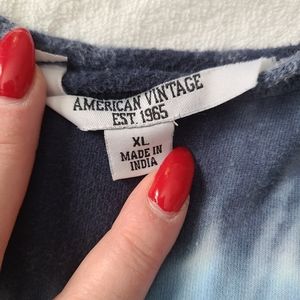 AMERICAN VINTAGE
EST. 1965
XL
MADE IN
INDIA